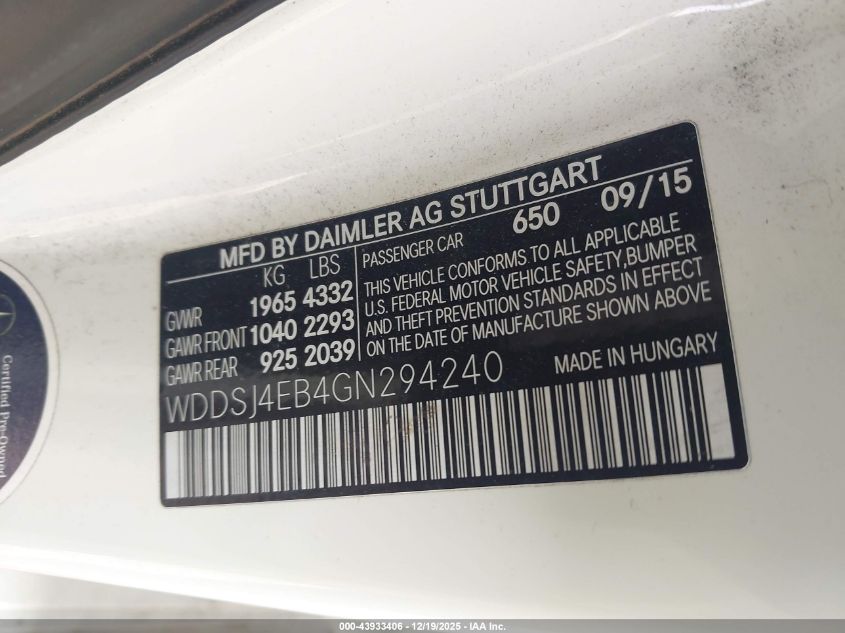 MFD BY DAIMLER AG STUTTGART
KG LBS
GVWR 1965 4332
GAWR FRONT 1040 2293
GAWR REAR 925 2039
PASSENGER CAR 650 09/15
THIS VEHICLE CONFORMS TO ALL APPLICABLE
U.S. FEDERAL MOTOR VEHICLE SAFETY,BUMPER
AND THEFT PREVENTION STANDARDS IN EFFECT
ON THE DATE OF MANUFACTURE SHOWN ABOVE
WDDSJ4EB4GN294240
MADE IN HUNGARY
Certified Pre-Owned
000-43933406 - 12/19/2025 - IAA Inc.